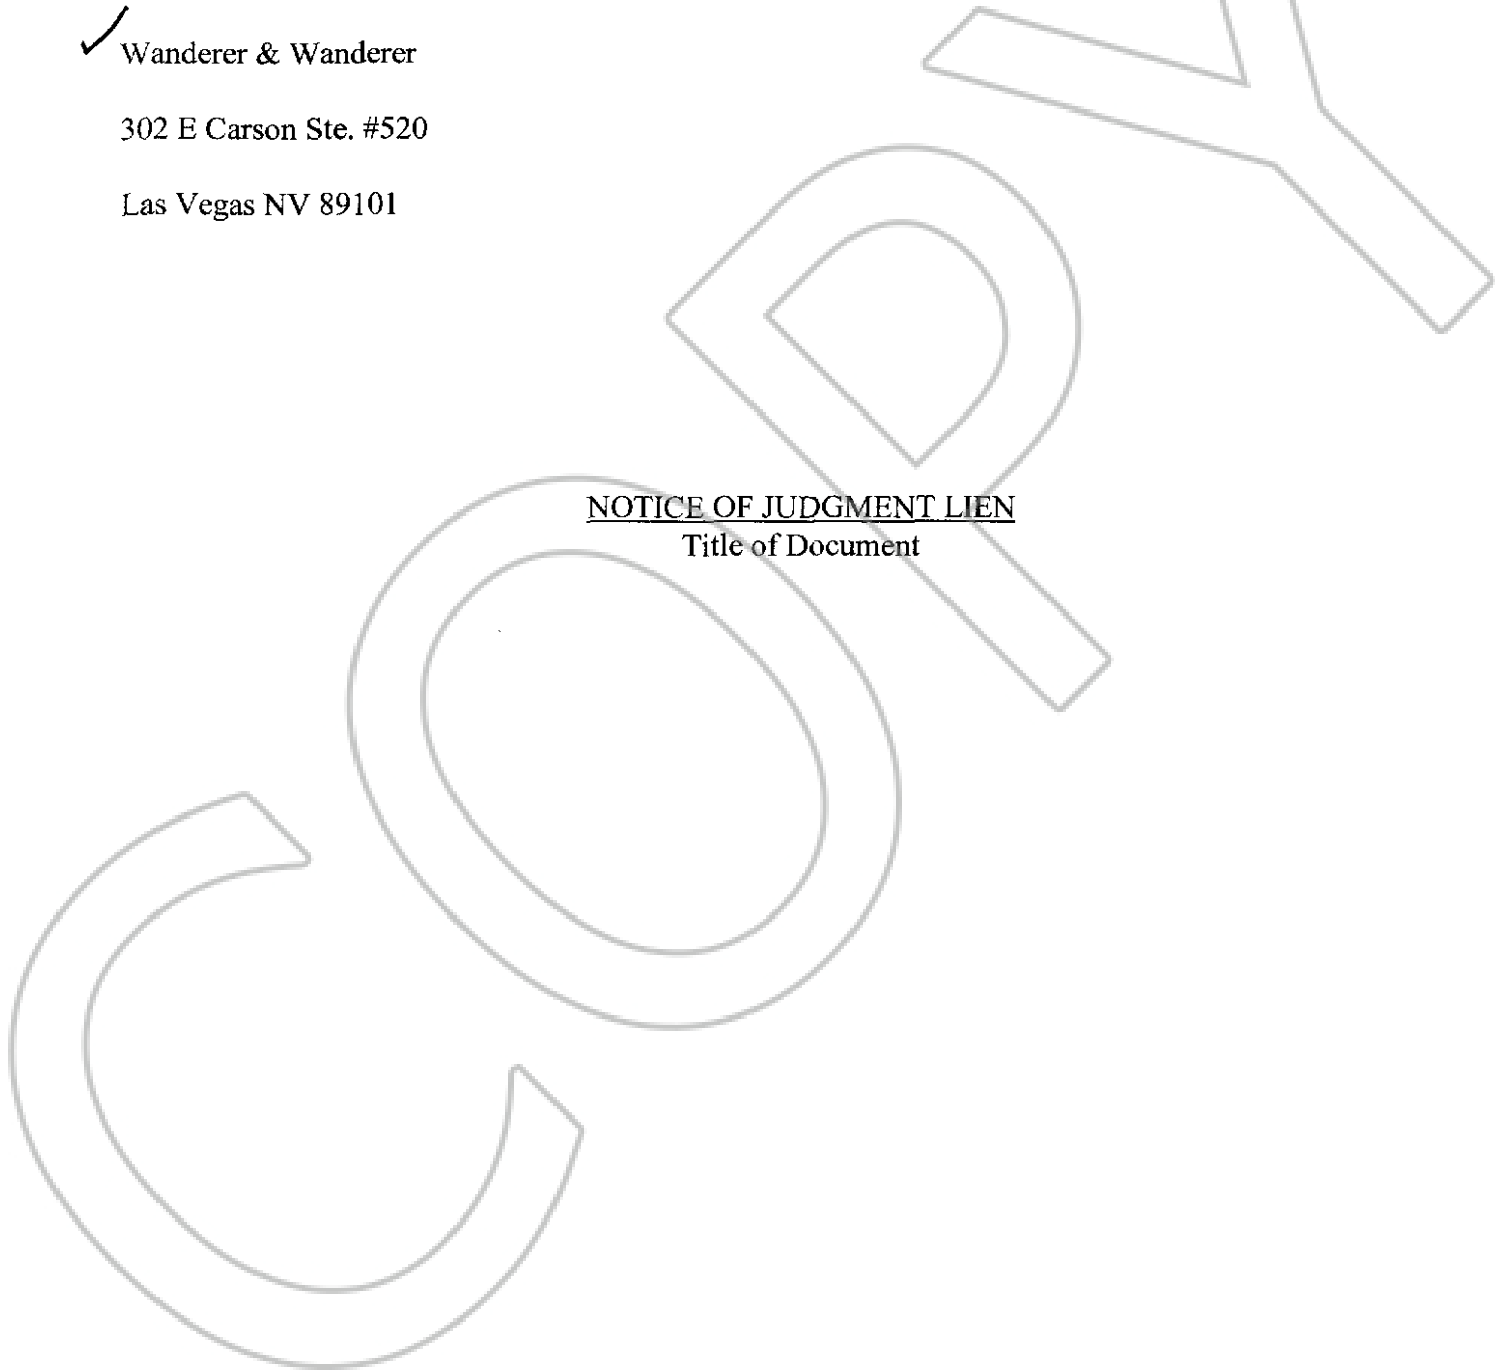 Wanderer & Wanderer
302 E Carson Ste. #520
Las Vegas NV 89101
NOTICE OF JUDGMENT LIEN
Title of Document
COPY